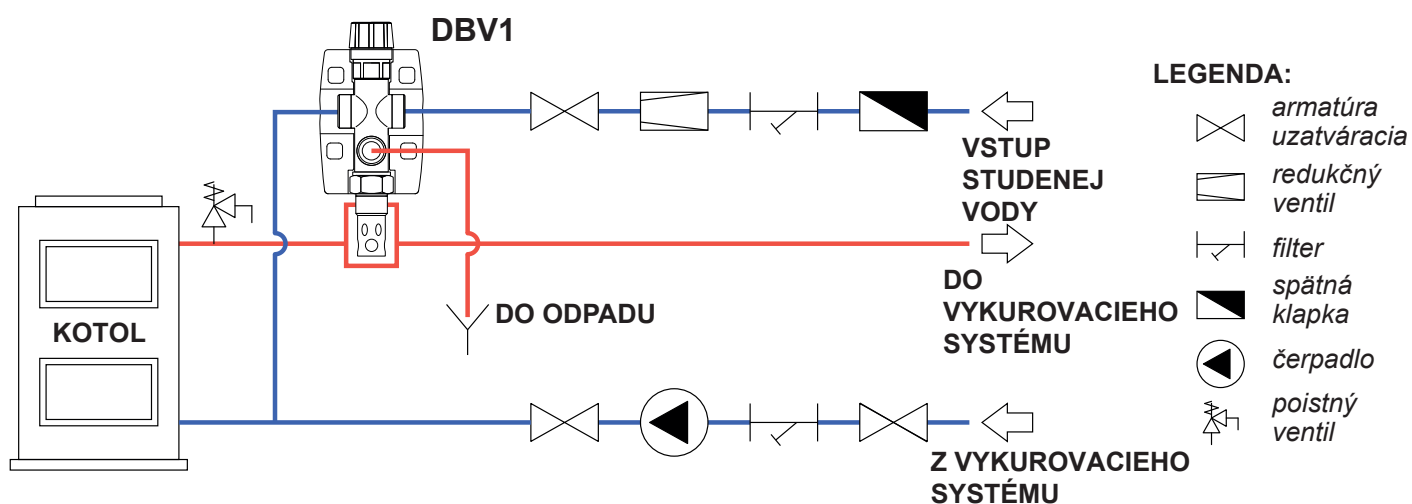 DBV1
VSTUP
STUDENEJ
VODY
DO
VYKUROVACIEHO
SYSTÉMU
DO ODPADU
KOTOL
Z VYKUROVACIEHO
SYSTÉMU
LEGENDA:
armatúra
uzatváracia
redukčný
ventil
filter
spätná
klapka
čerpadlo
poistný
ventil